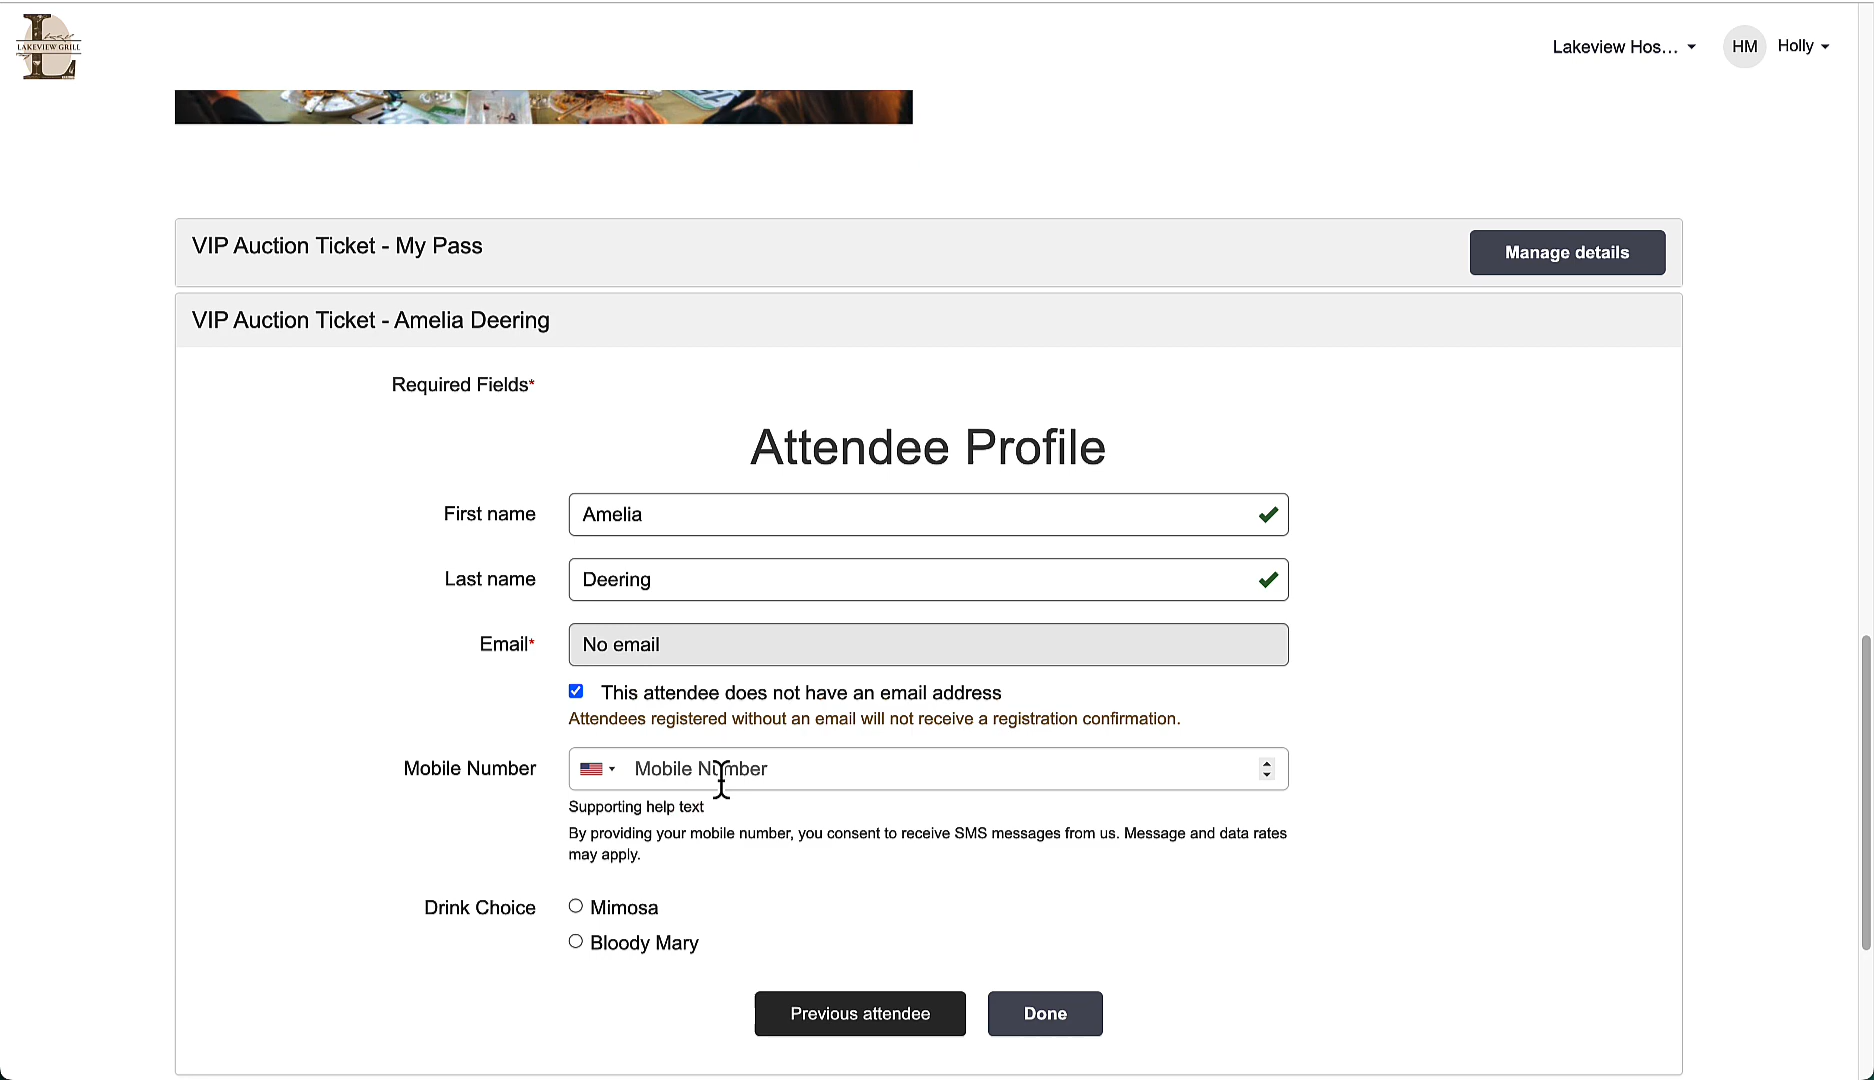 LAKEVIEW GRILL
Lakeview Hos...
HM
Holly
VIP Auction Ticket - My Pass
Manage details
VIP Auction Ticket - Amelia Deering
Required Fields*
Attendee Profile
First name
Amelia
Last name
Deering
Email*
No email
This attendee does not have an email address
Attendees registered without an email will not receive a registration confirmation.
Mobile Number
Mobile Number
Supporting help text
By providing your mobile number, you consent to receive SMS messages from us. Message and data rates
may apply.
Drink Choice
Mimosa
Bloody Mary
Previous attendee
Done